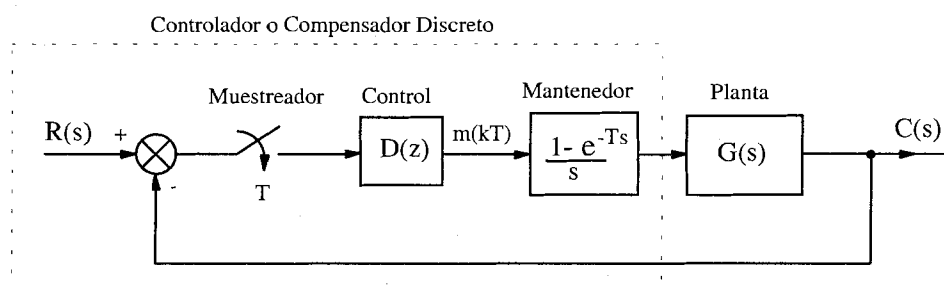 Controlador o Compensador Discreto
Muestreador
Control
Mantenedor
Planta
R(s)
+
-
T
D(z)
m(kT)
1- e^-Ts
s
G(s)
C(s)